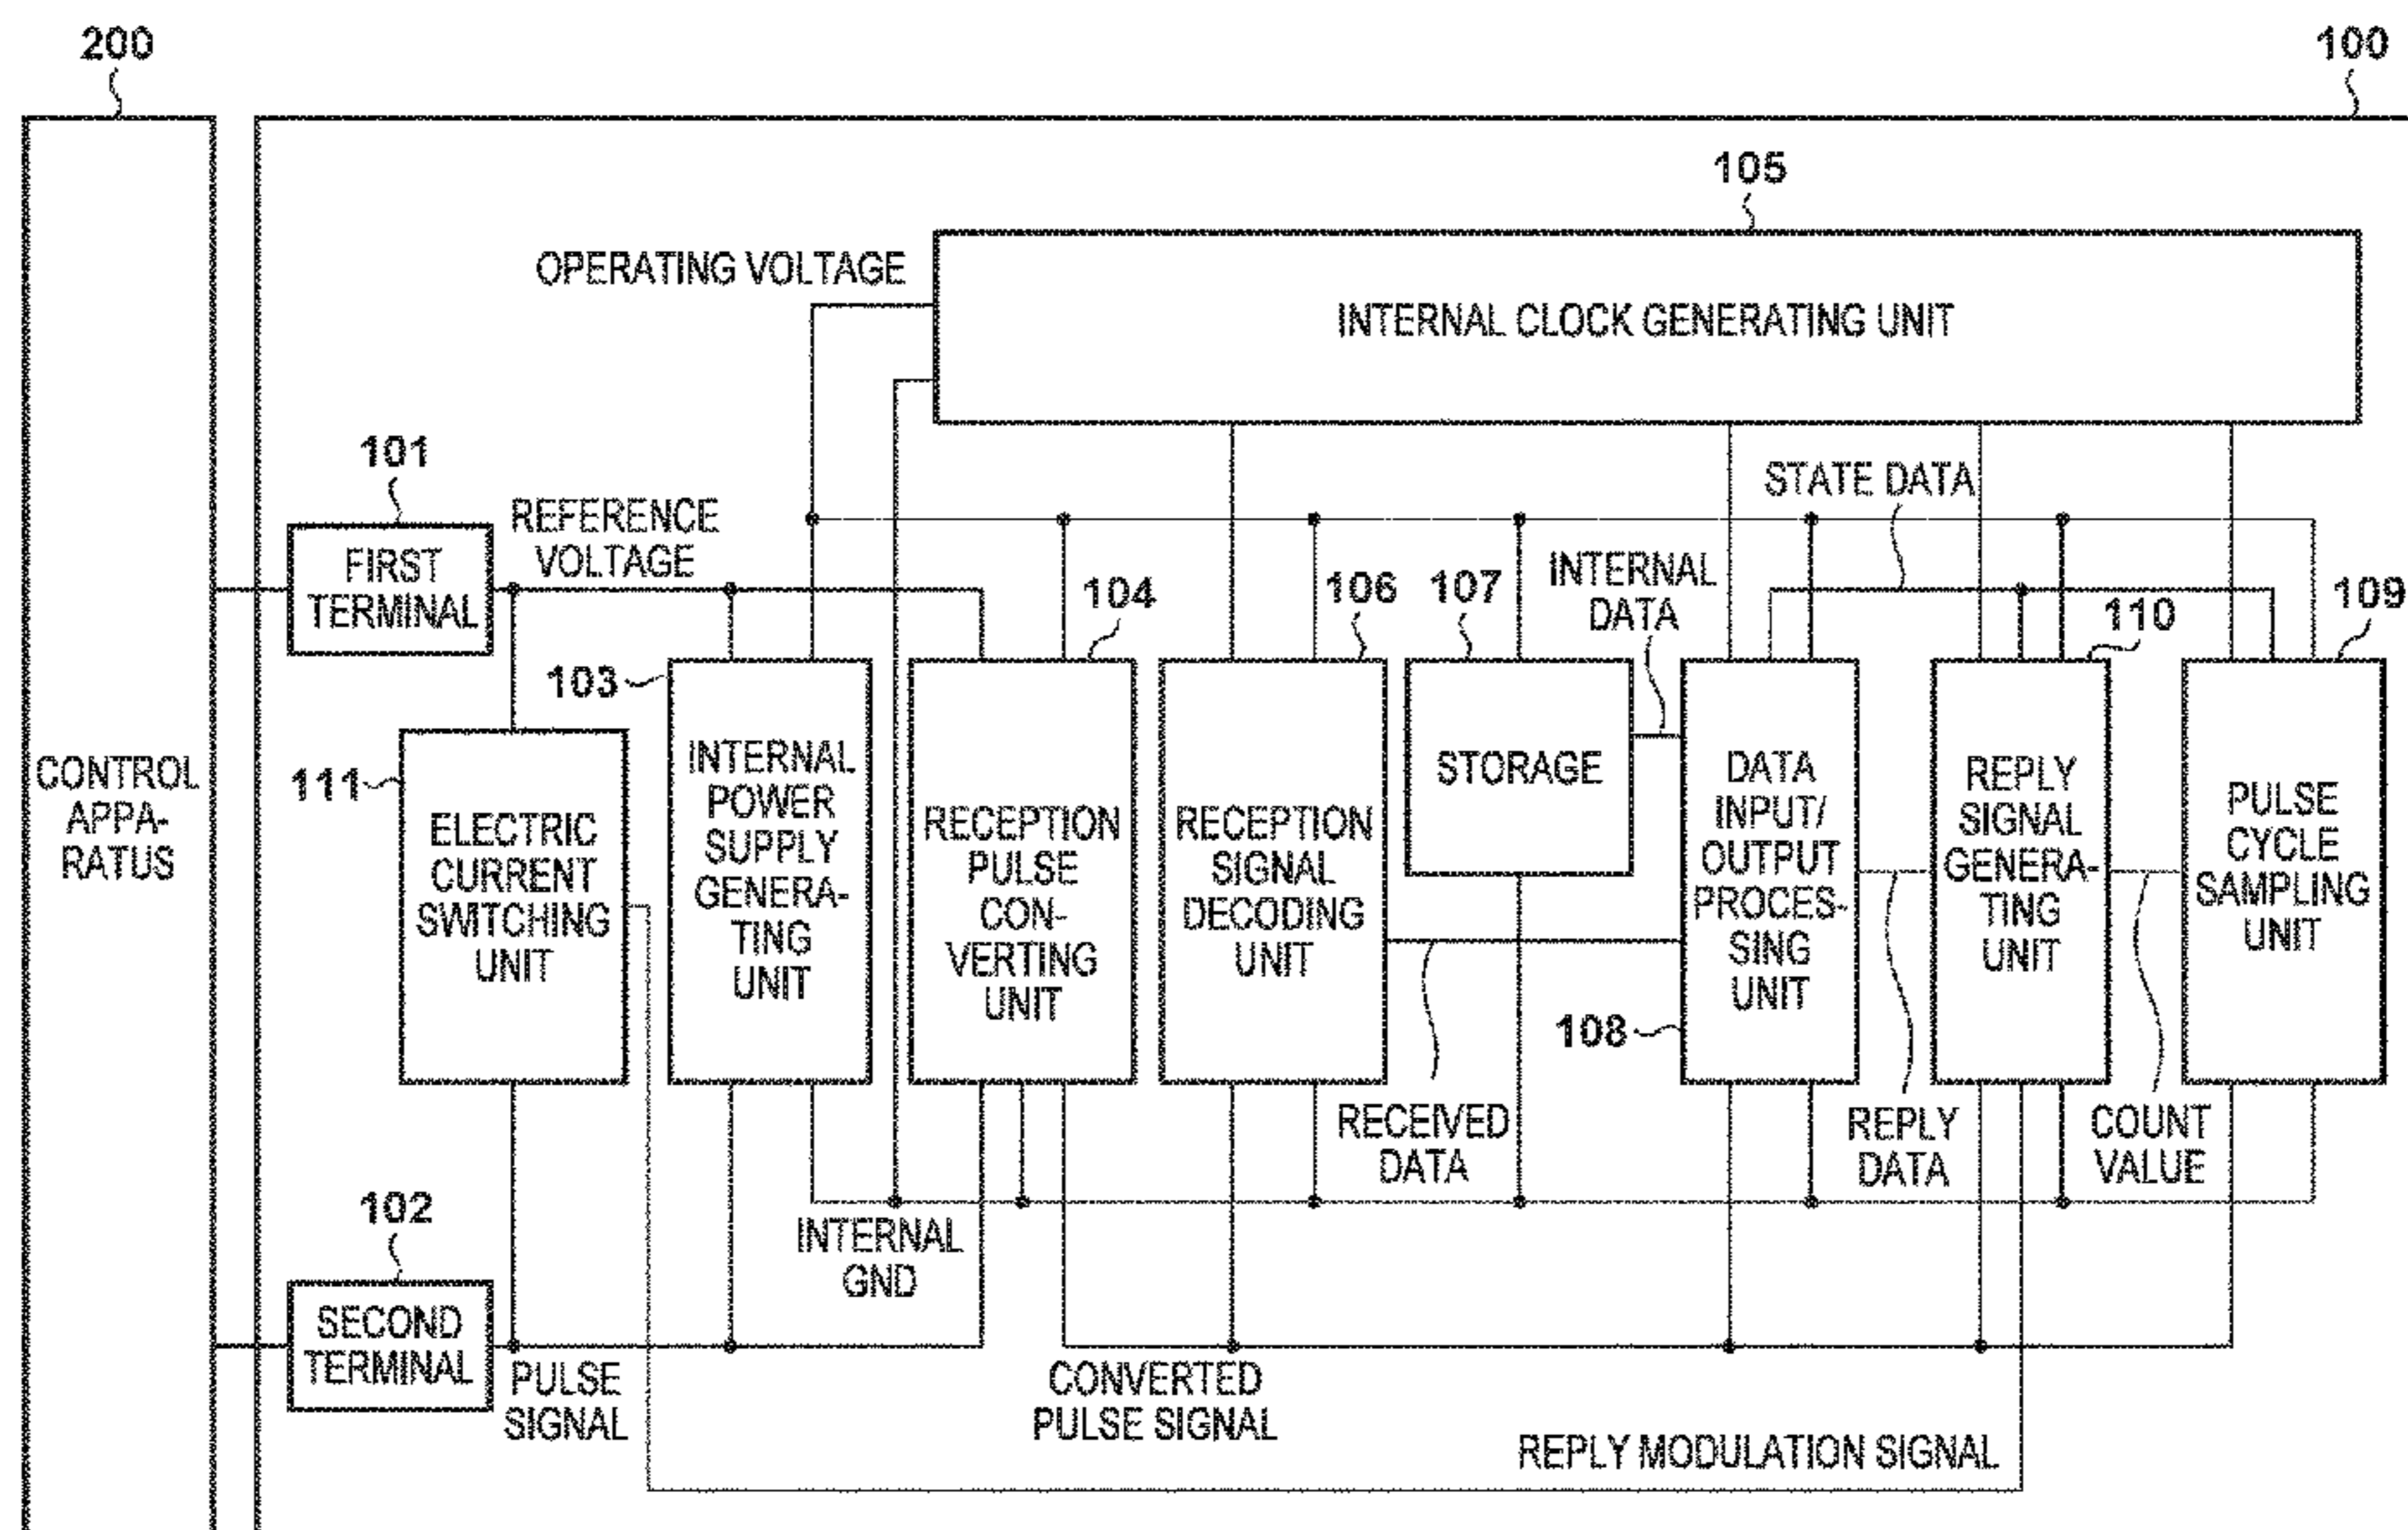 200
100
105
OPERATING VOLTAGE
INTERNAL CLOCK GENERATING UNIT
101
REFERENCE
VOLTAGE
STATE DATA
FIRST
TERMINAL
103
104
106
107
INTERNAL
DATA
110
109
CONTROL
APPA-
RATUS
111
ELECTRIC
CURRENT
SWITCHING
UNIT
INTERNAL
POWER
SUPPLY
GENERA-
TING
UNIT
RECEPTION
PULSE
CON-
VERTING
UNIT
RECEPTION
SIGNAL
DECODING
UNIT
STORAGE
DATA
INPUT/
OUTPUT
PROCES-
SING
UNIT
REPLY
SIGNAL
GENERA-
TING
UNIT
PULSE
CYCLE
SAMPLING
UNIT
108
RECEIVED
DATA
REPLY
DATA
COUNT
VALUE
102
INTERNAL
GND
SECOND
TERMINAL
PULSE
SIGNAL
CONVERTED
PULSE SIGNAL
REPLY MODULATION SIGNAL